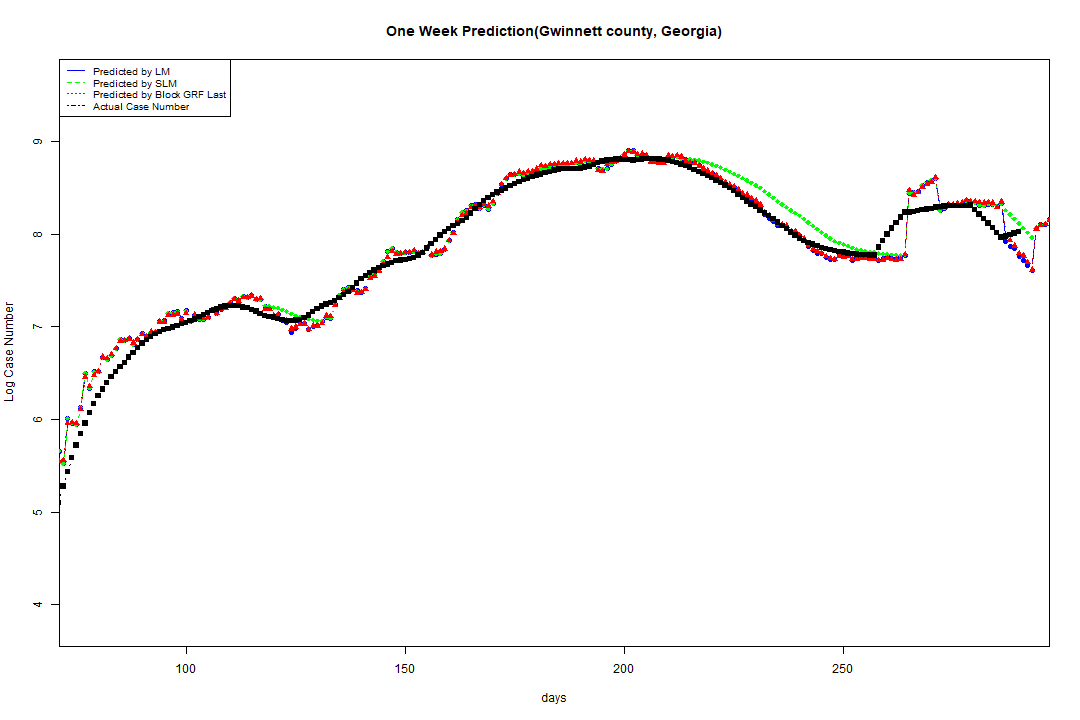 One Week Prediction(Gwinnett county, Georgia)
Predicted by LM
Predicted by SLM
Predicted by Block GRF Last
Actual Case Number
9
8
7
6
5
4
Log Case Number
100 150 200 250
days